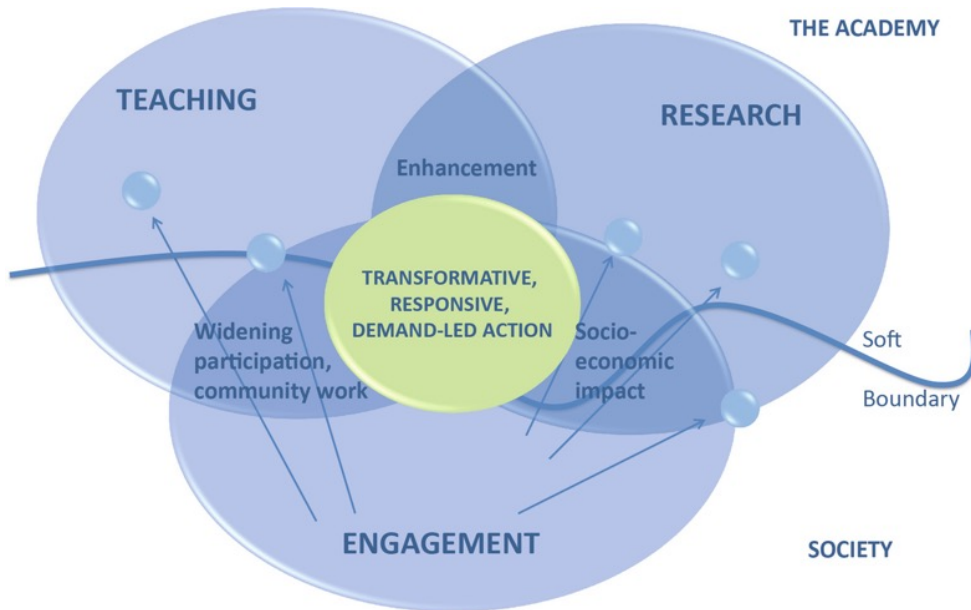 THE ACADEMY
TEACHING
RESEARCH
Enhancement
TRANSFORMATIVE,
RESPONSIVE,
DEMAND-LED ACTION
Widening
participation,
community work
Socio-
economic
impact
Soft
Boundary
ENGAGEMENT
SOCIETY